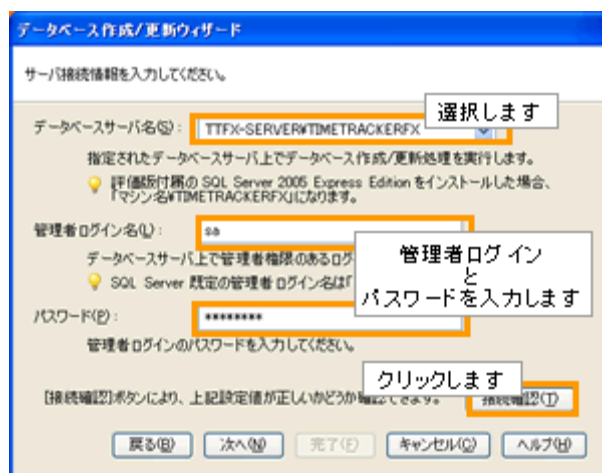 データベース作成/更新ウィザード
サーバ接続情報を入力してください。
データベースサーバ名(S):
TTFX-SERVER¥TIMETRACKERFX
選択します
指定されたデータベースサーバ上でデータベース作成/更新処理を実行します。
評価版付属の SQL Server 2005 Express Edition をインストールした場合、
「マシン名¥TIMETRACKERFX」になります。
管理者ログイン名(L):
sa
データベースサーバ上で管理者権限のあるログ
SQL Server 既定の管理者ログイン名は「
管理者ログイン
と
パスワードを入力します
パスワード(P):
********
管理者ログインのパスワードを入力してください。
クリックします
[接続確認]ボタンにより、上記設定値が正しいかどうか確認できます。
接続確認(T)
戻る(B)
次へ(N)
完了(F)
キャンセル(C)
ヘルプ(H)